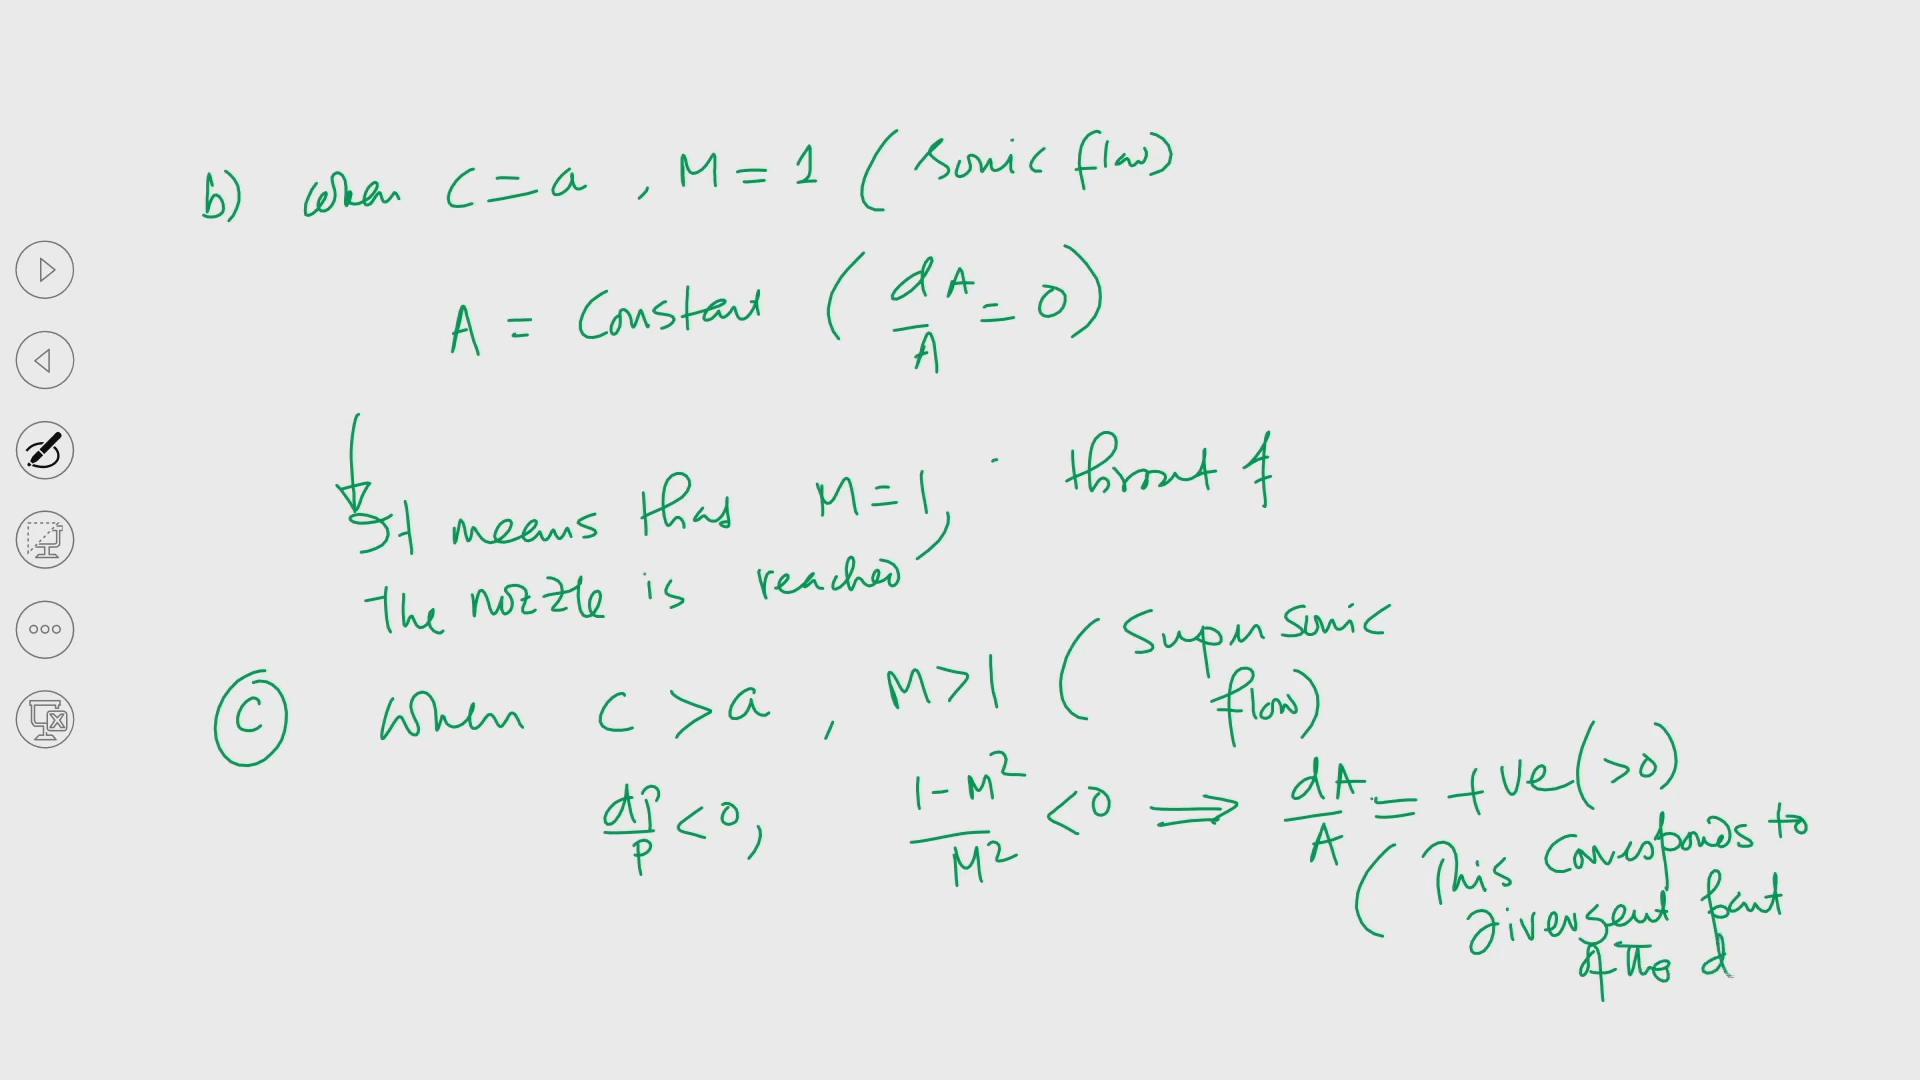 b) when C = a , M = 1 (Sonic flow)
A = Constant (dA/A = 0)
It means that M = 1, throat of
the nozzle is reached
(C) When C > a , M > 1 (Supersonic
flow)
dP/P < 0, 1 - M²/M² < 0 ⇒ dA/A = +ve (>0)
(This corresponds to
divergent part
of the d